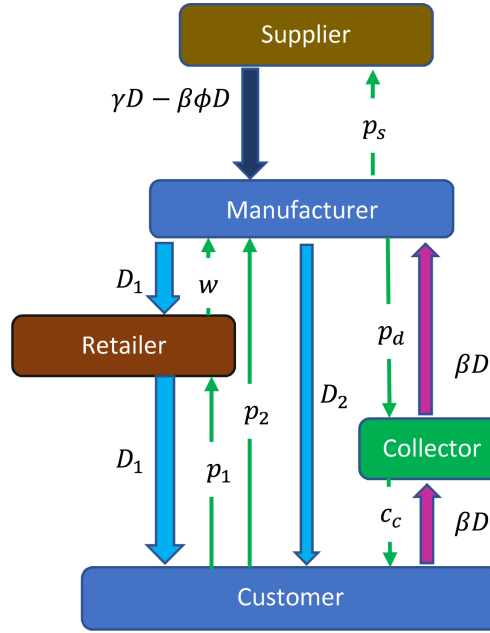 Supplier
γD − βϕD
p_s
Manufacturer
D_1
w
Retailer
p_d
βD
p_2
D_2
D_1
p_1
Collector
c_c
βD
Customer